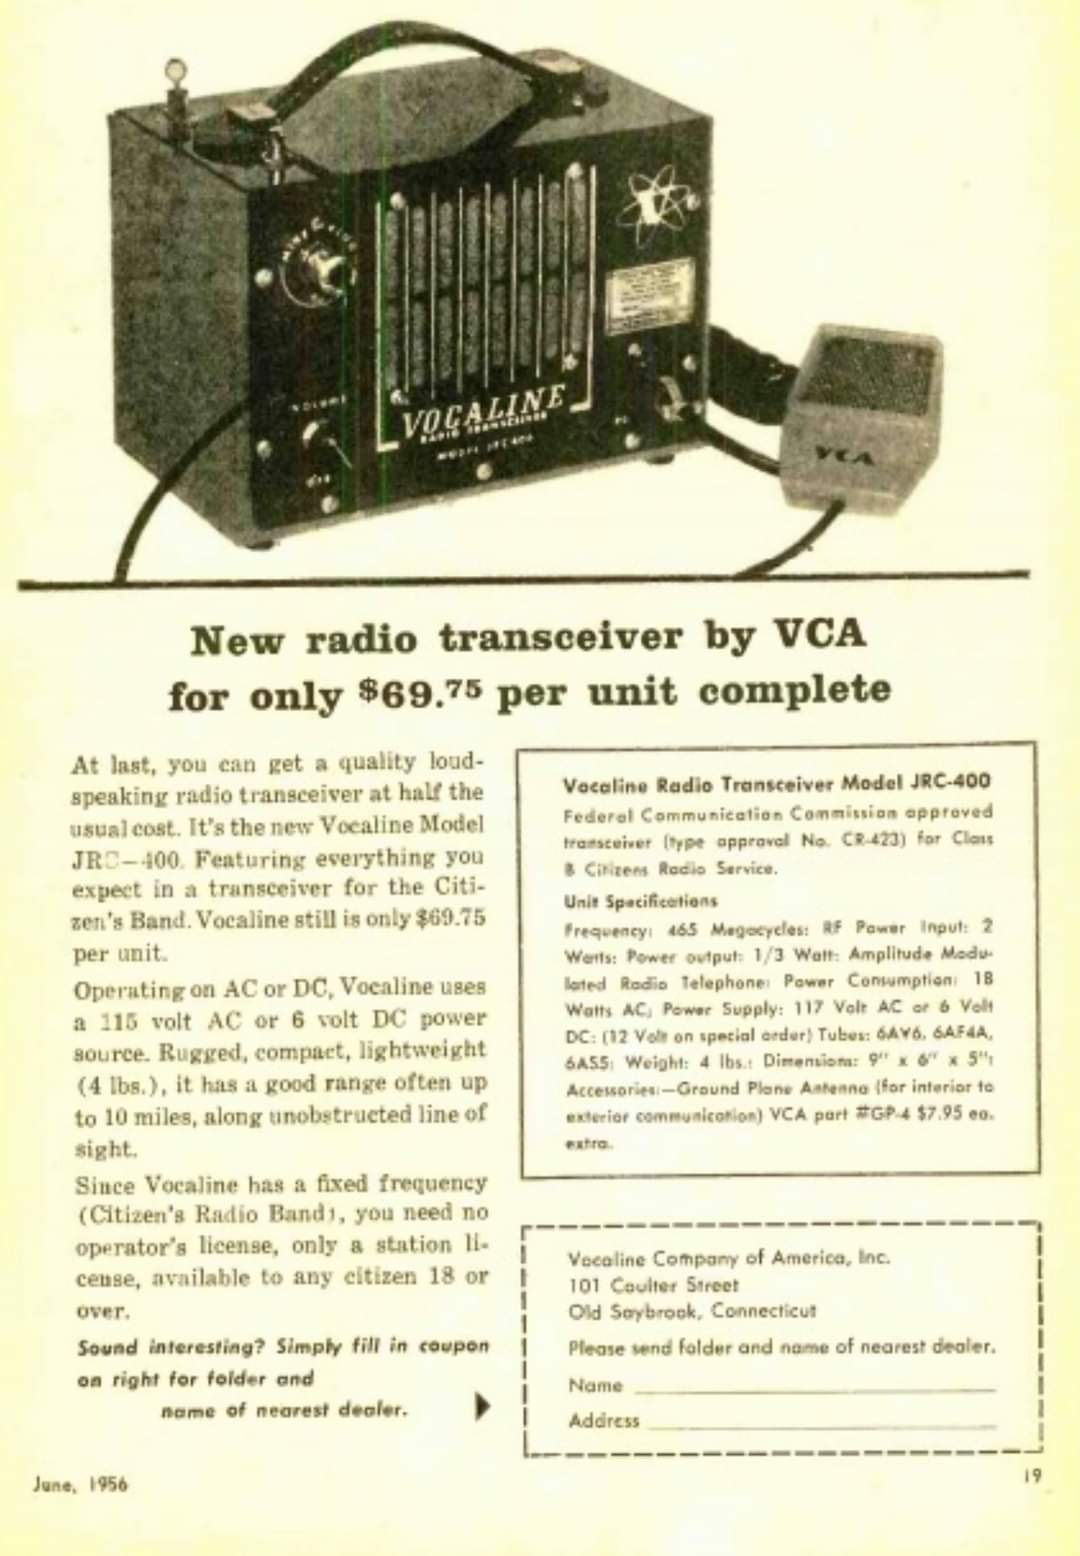 FINE TUNING
VOLUME
OFF
VOCALINE
RADIO TRANSCEIVER
MODEL JRC 400
VCA
New radio transceiver by VCA
for only $69.75 per unit complete
At last, you can get a quality loud-
speaking radio transceiver at half the
usual cost. It's the new Vocaline Model
JRC—400. Featuring everything you
expect in a transceiver for the Citi-
zen's Band. Vocaline still is only $69.75
per unit.
Operating on AC or DC, Vocaline uses
a 115 volt AC or 6 volt DC power
source. Rugged, compact, lightweight
(4 lbs.), it has a good range often up
to 10 miles, along unobstructed line of
sight.
Since Vocaline has a fixed frequency
(Citizen's Radio Band), you need no
operator's license, only a station li-
cense, available to any citizen 18 or
over.
Sound interesting? Simply fill in coupon
on right for folder and
name of nearest dealer.
Vocaline Radio Transceiver Model JRC-400
Federal Communication Commission approved
transceiver (type approval No. CR-423) for Class
B Citizens Radio Service.
Unit Specifications
Frequency: 465 Megacycles: RF Power Input: 2
Watts: Power output: 1/3 Watt: Amplitude Modu-
lated Radio Telephone: Power Consumption: 18
Watts AC; Power Supply: 117 Volt AC or 6 Volt
DC: (12 Volt on special order) Tubes: 6AV6, 6AF4A,
6AS5: Weight: 4 lbs.: Dimensions: 9" x 6" x 5":
Accessories:—Ground Plane Antenna (for interior to
exterior communication) VCA part #GP-4 $7.95 ea.
extra.
Vocaline Company of America, Inc.
101 Coulter Street
Old Saybrook, Connecticut
Please send folder and name of nearest dealer.
Name
Address
June, 1956
19